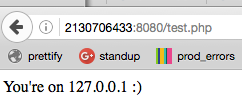 2130706433:8080/test.php
prettify standup prod_errors
You're on 127.0.0.1 :)